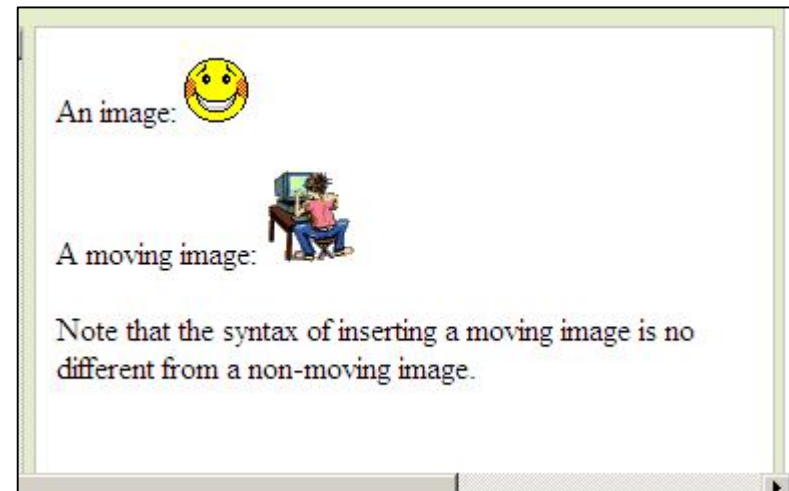 An image:
A moving image:
Note that the syntax of inserting a moving image is no
different from a non-moving image.